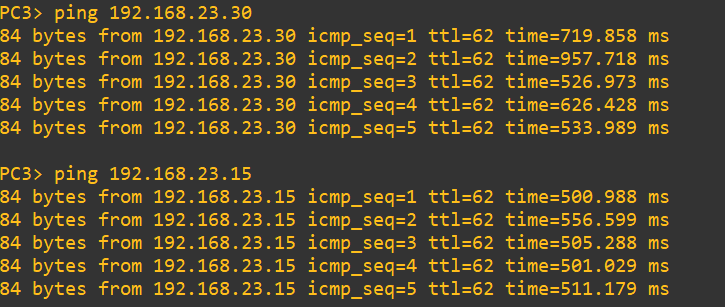 PC3> ping 192.168.23.30
84 bytes from 192.168.23.30 icmp_seq=1 ttl=62 time=719.858 ms
84 bytes from 192.168.23.30 icmp_seq=2 ttl=62 time=957.718 ms
84 bytes from 192.168.23.30 icmp_seq=3 ttl=62 time=526.973 ms
84 bytes from 192.168.23.30 icmp_seq=4 ttl=62 time=626.428 ms
84 bytes from 192.168.23.30 icmp_seq=5 ttl=62 time=533.989 ms
PC3> ping 192.168.23.15
84 bytes from 192.168.23.15 icmp_seq=1 ttl=62 time=500.988 ms
84 bytes from 192.168.23.15 icmp_seq=2 ttl=62 time=556.599 ms
84 bytes from 192.168.23.15 icmp_seq=3 ttl=62 time=505.288 ms
84 bytes from 192.168.23.15 icmp_seq=4 ttl=62 time=501.029 ms
84 bytes from 192.168.23.15 icmp_seq=5 ttl=62 time=511.179 ms